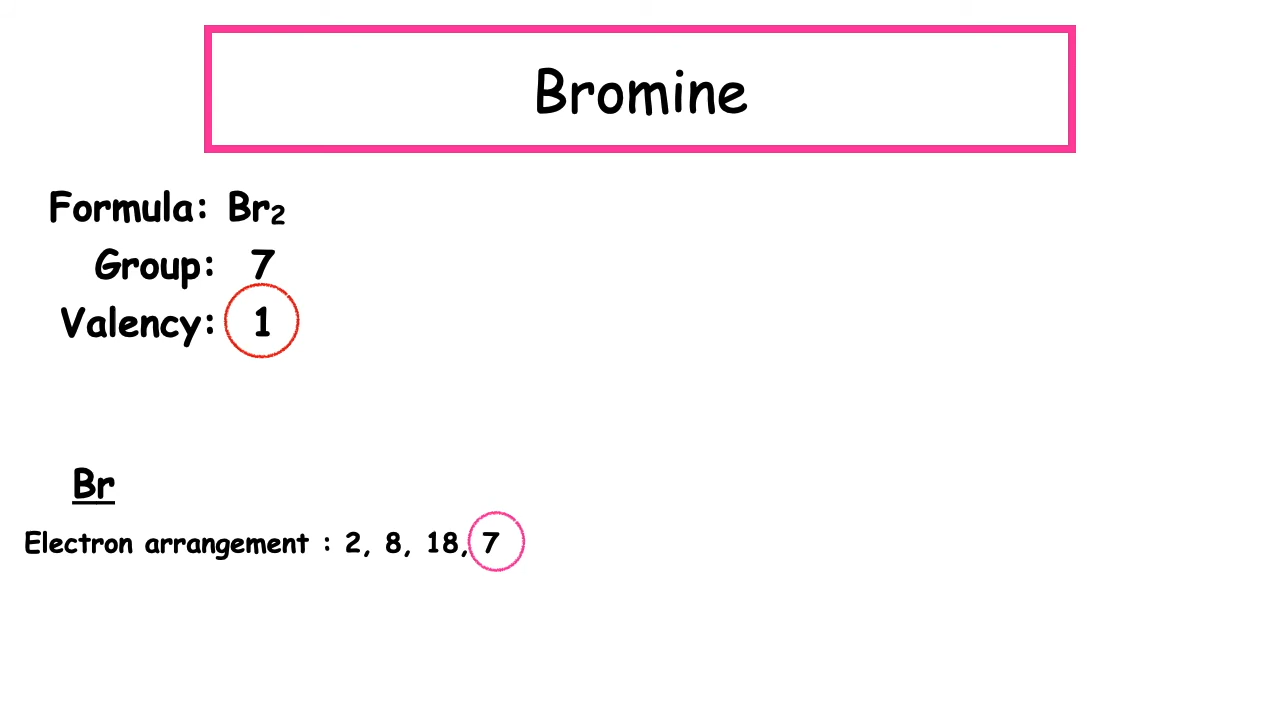 Bromine
Formula: Br₂
Group: 7
Valency: 1
Br
Electron arrangement : 2, 8, 18, 7